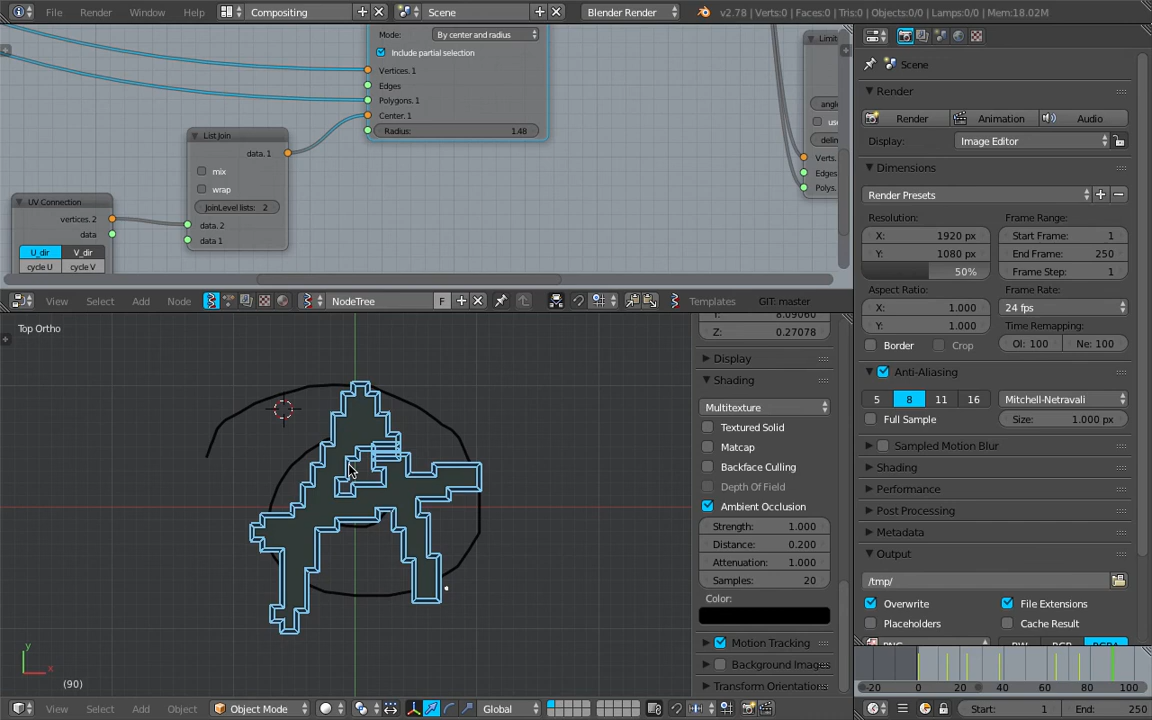 File Render Window Help Compositing Scene Blender Render v2.78 | Verts:0 | Faces:0 | Tris:0 | Objects:0/0 | Lamps:0/0 | Mem:18.02M
Mode: By center and radius
Include partial selection
Vertices. 1
Edges
Polygons. 1
Center. 1
Radius: 1.48
List Join
data. 1
mix
wrap
JoinLevel lists: 2
data. 2
data 1
UV Connection
vertices. 2
data
U_dir V_dir
cycle U cycle V
Limit
angle
use
delim
Verts.
Edges
Polys.
View Select Add Node NodeTree F Templates GIT: master
Top Ortho
(90)
y
x
Y: 8.09060
Z: 0.27078
Display
Shading
Multitexture
Textured Solid
Matcap
Backface Culling
Depth Of Field
Ambient Occlusion
Strength: 1.000
Distance: 0.200
Attenuation: 1.000
Samples: 20
Color:
Motion Tracking
Background Images
Transform Orientations
View Select Add Object Object Mode Global
Scene
Render
Render Animation Audio
Display: Image Editor
Dimensions
Render Presets
Resolution: Frame Range:
X: 1920 px Start Frame: 1
Y: 1080 px End Frame: 250
50% Frame Step: 1
Aspect Ratio: Frame Rate:
X: 1.000 24 fps
Y: 1.000 Time Remapping:
Border Crop Ol: 100 Ne: 100
Anti-Aliasing
5 8 11 16 Mitchell-Netravali
Full Sample Size: 1.000 px
Sampled Motion Blur
Shading
Performance
Post Processing
Metadata
Output
/tmp/
Overwrite File Extensions
Placeholders Cache Result
-20 0 20 40 60 80 100
Start: 1 End: 250